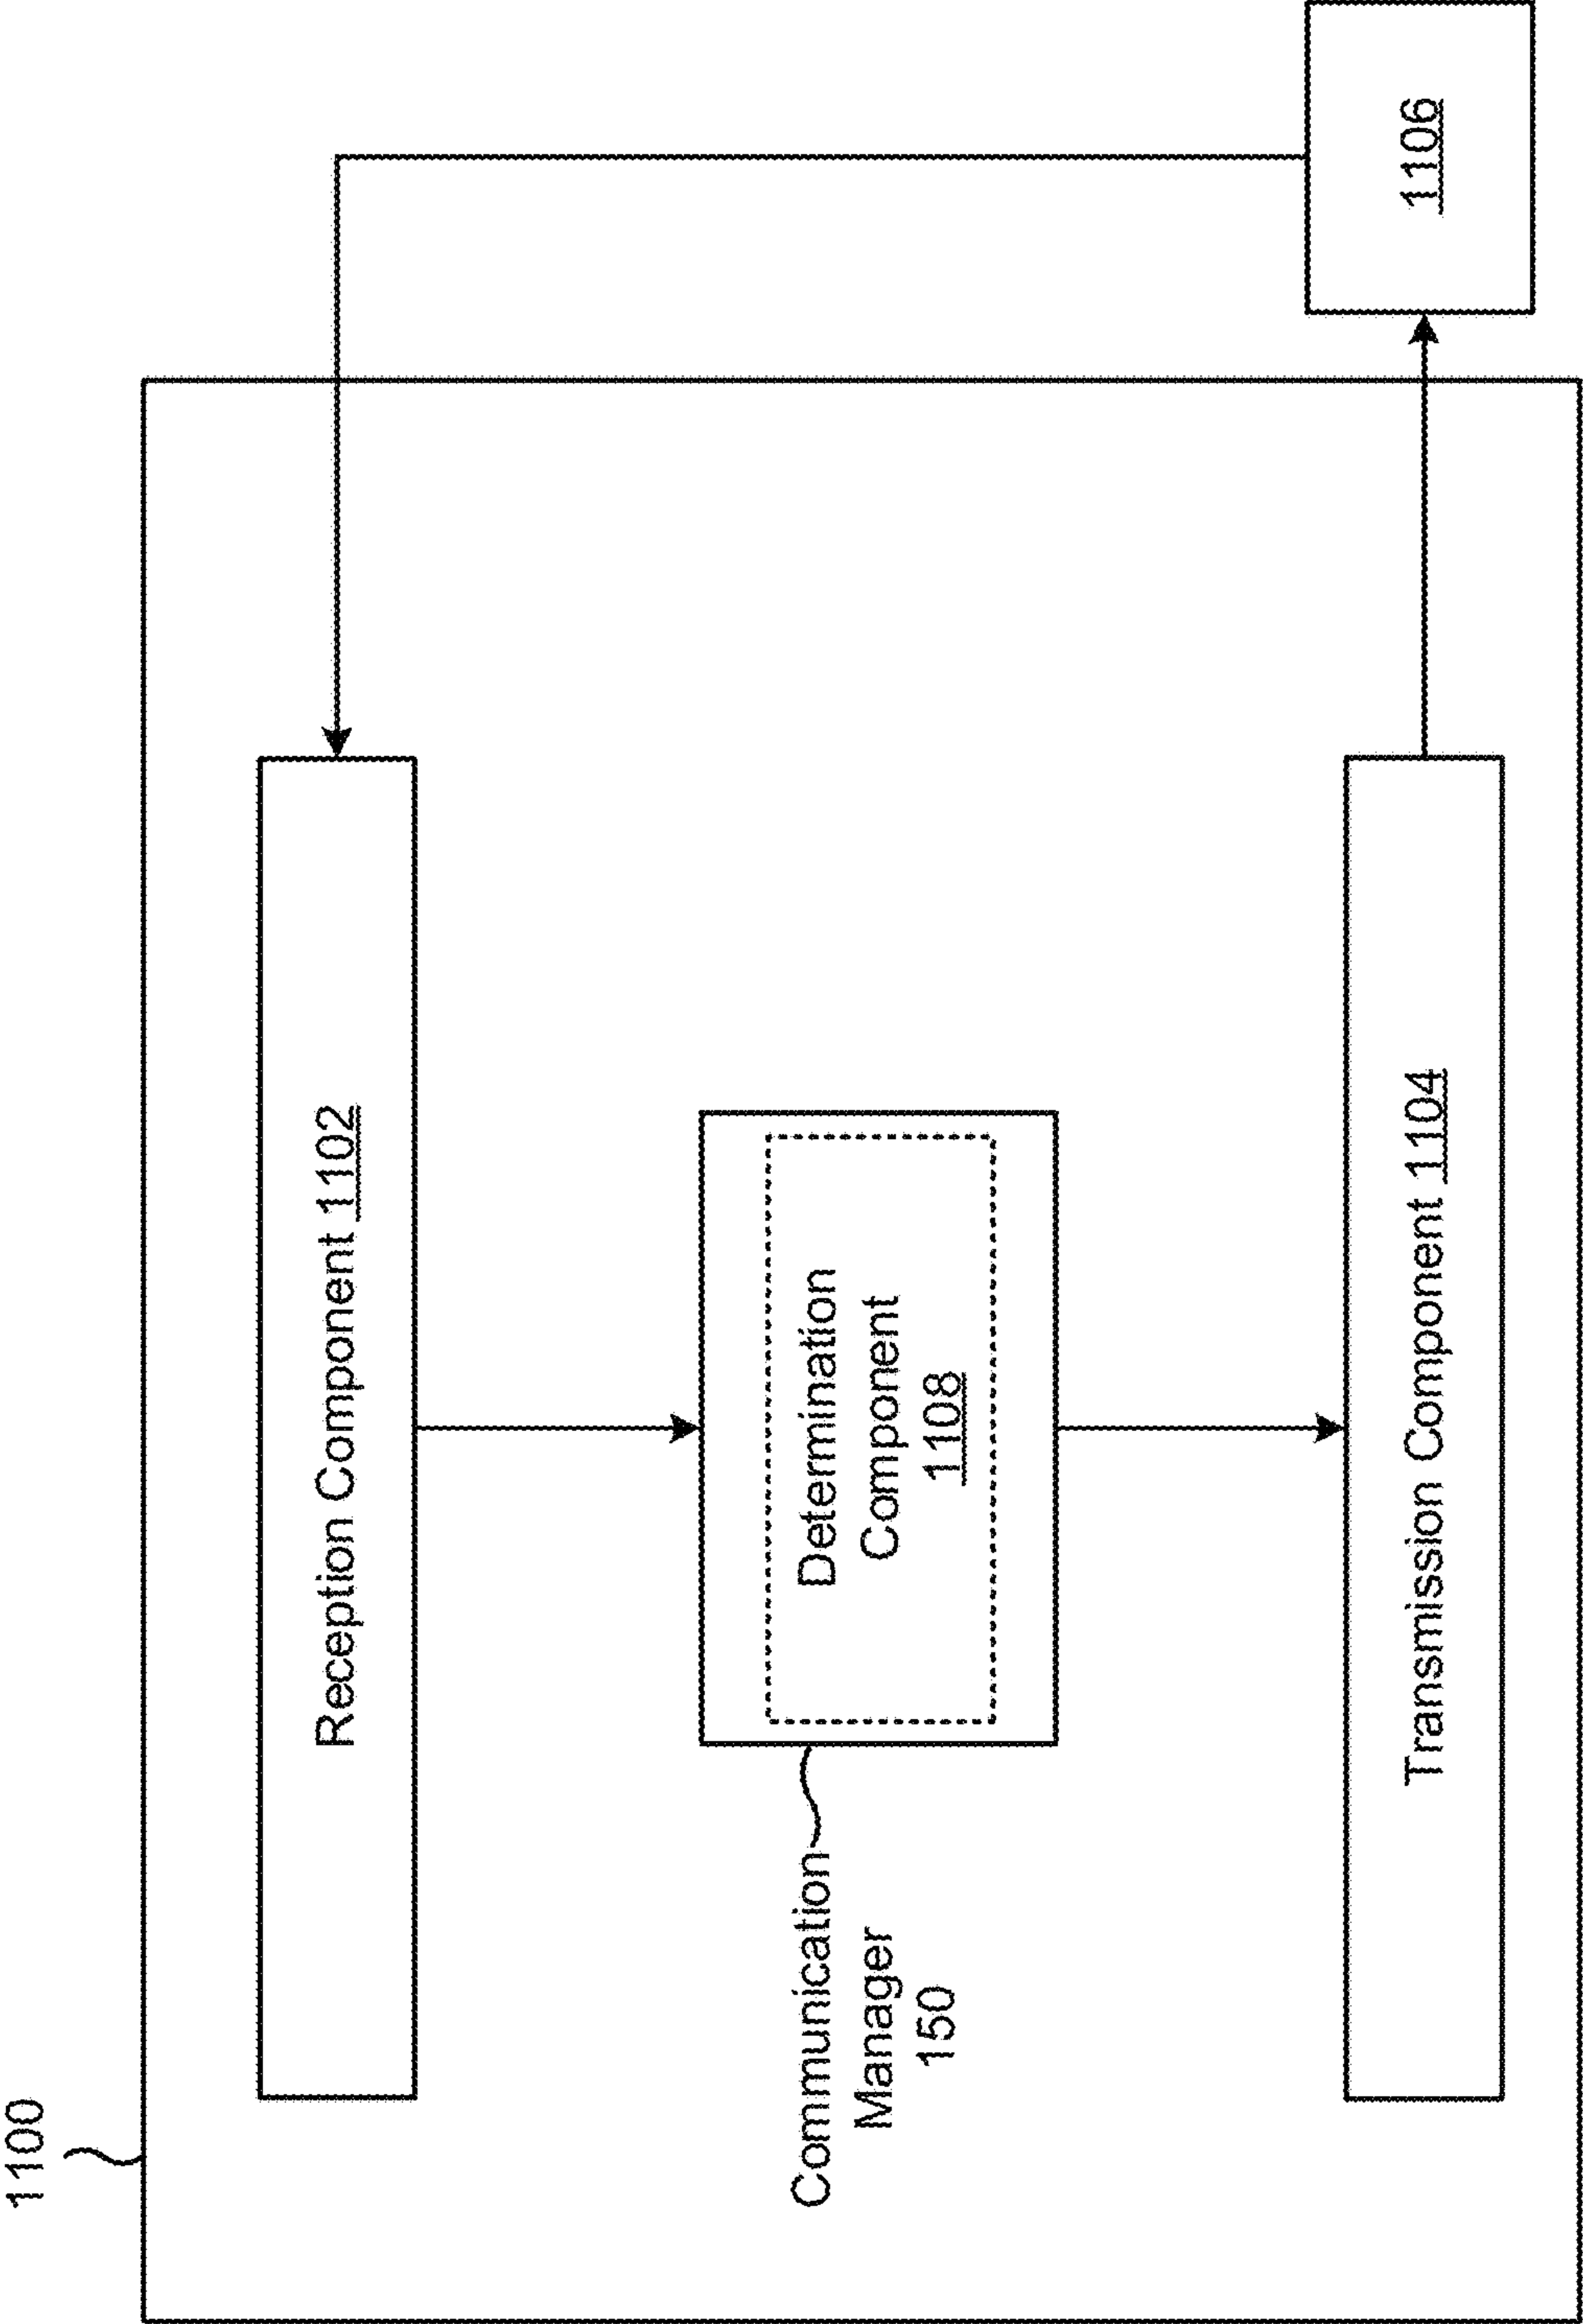 1100
Reception Component 1102
Communication
Manager
150
Determination
Component
1108
Transmission Component 1104
1106